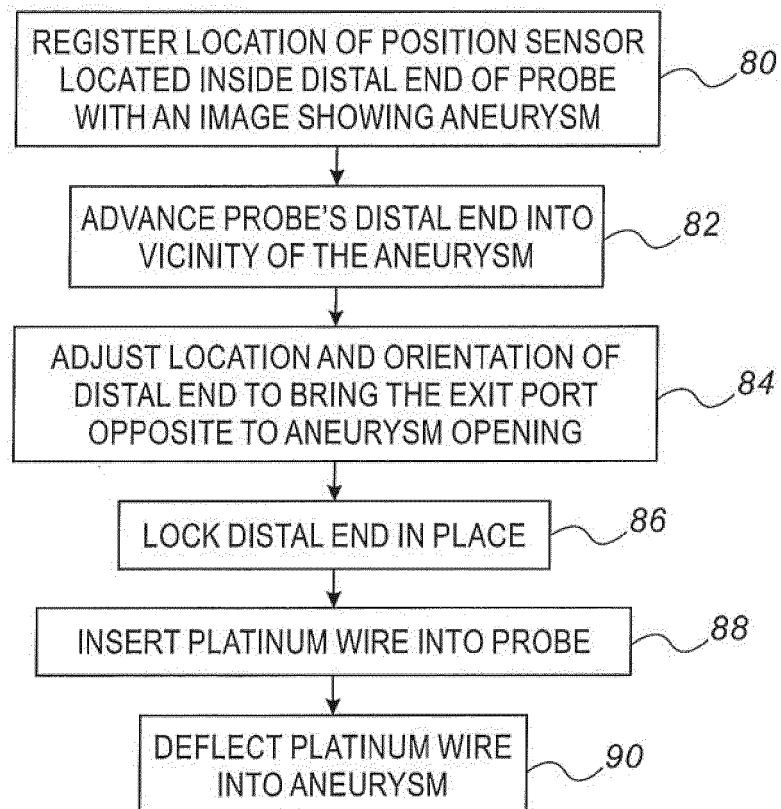 REGISTER LOCATION OF POSITION SENSOR
LOCATED INSIDE DISTAL END OF PROBE
WITH AN IMAGE SHOWING ANEURYSM
80
ADVANCE PROBE'S DISTAL END INTO
VICINITY OF THE ANEURYSM
82
ADJUST LOCATION AND ORIENTATION OF
DISTAL END TO BRING THE EXIT PORT
OPPOSITE TO ANEURYSM OPENING
84
LOCK DISTAL END IN PLACE
86
INSERT PLATINUM WIRE INTO PROBE
88
DEFLECT PLATINUM WIRE
INTO ANEURYSM
90